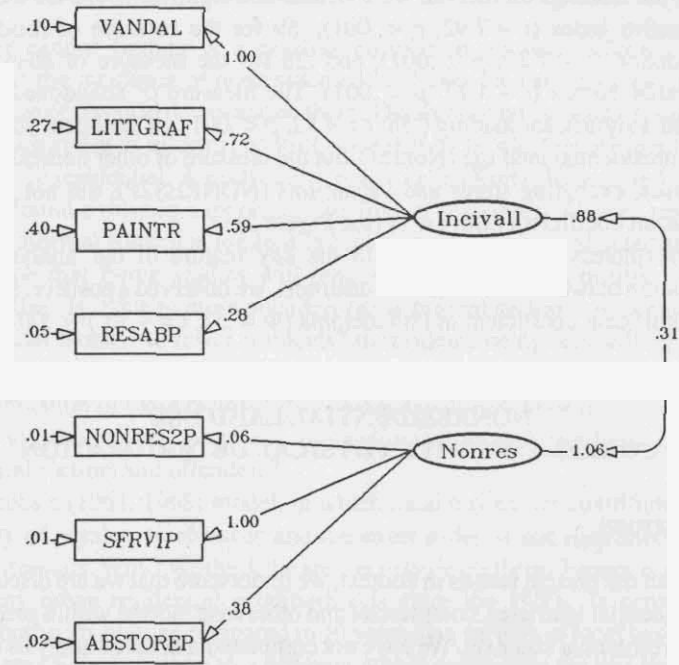 .10 VANDAL
1.00
.27 LITTGRAF .72
.40 PAINTR .59 Incivall .88
.05 RESABP .28
.31
.01 NONRES2P .06 Nonres 1.06
.01 SFRVIP 1.00
.02 ABSTOREP .38